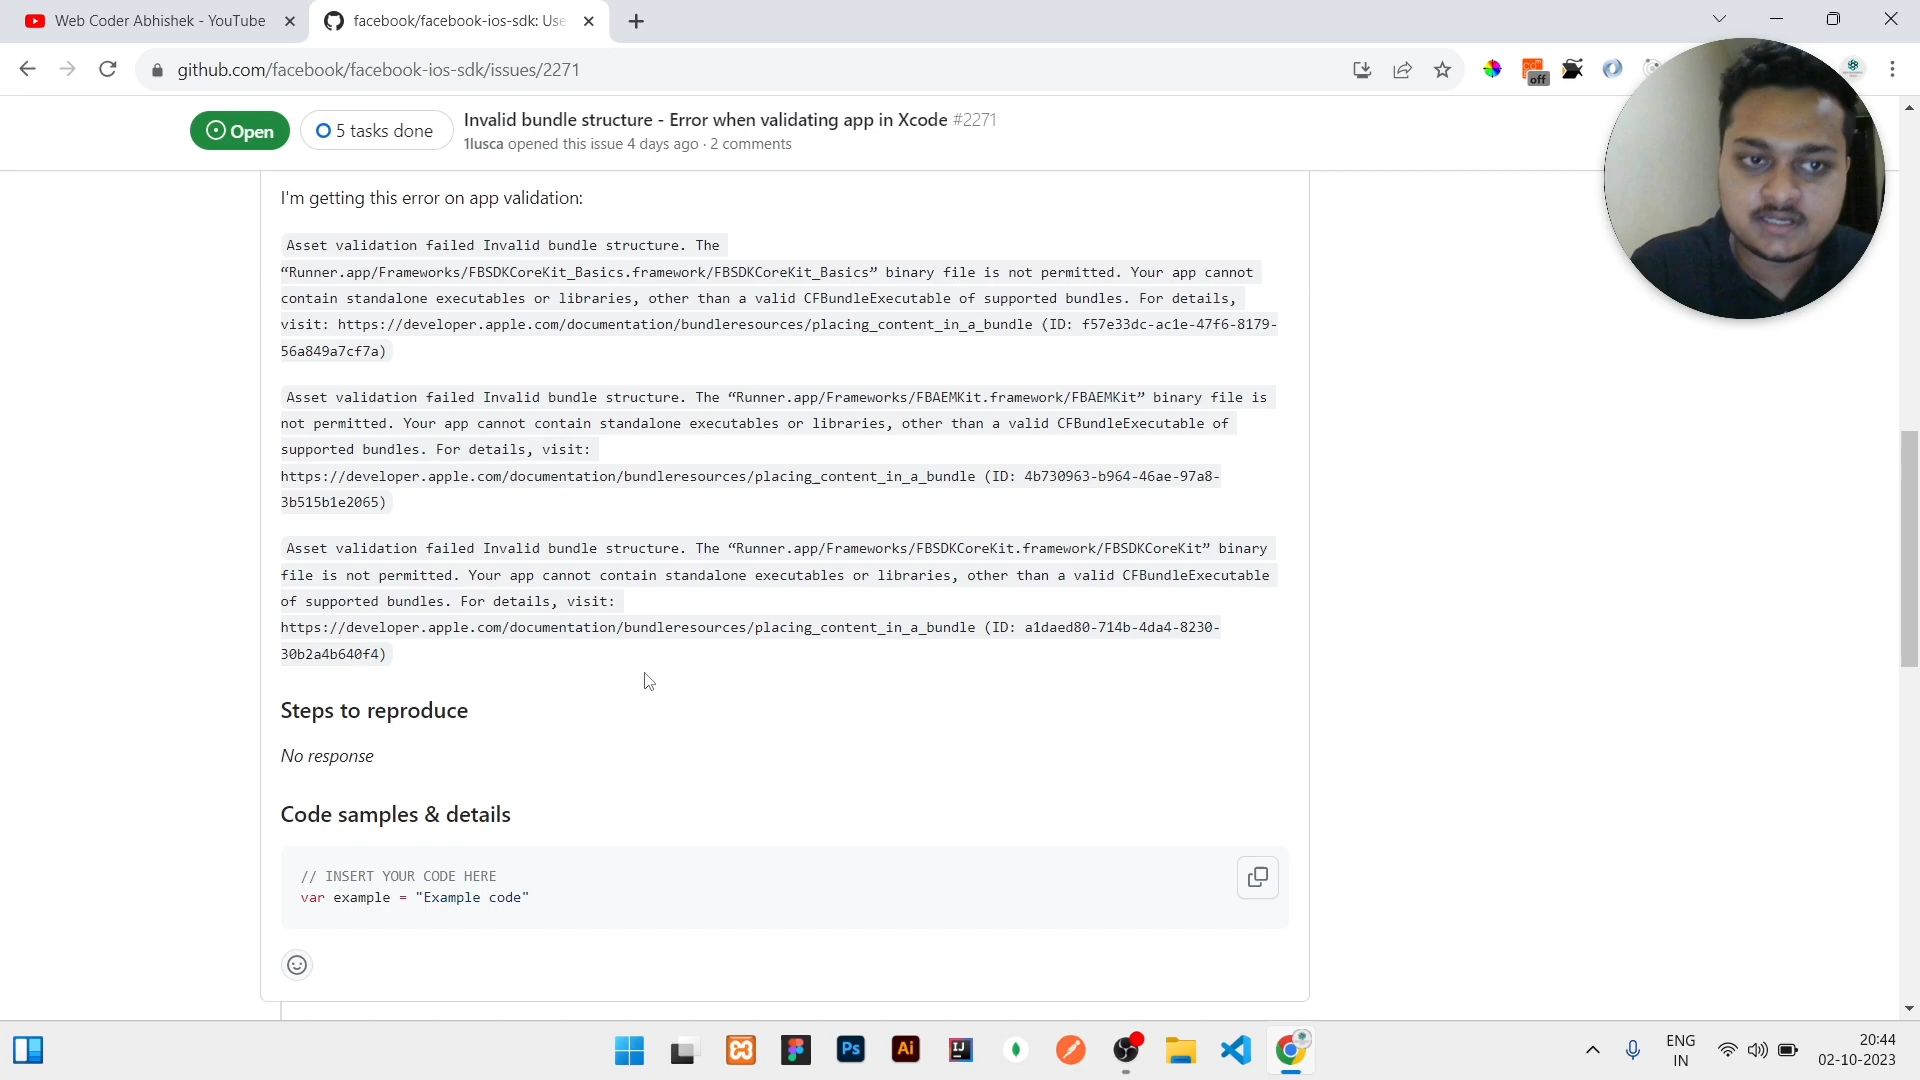 Web Coder Abhishek - YouTube
facebook/facebook-ios-sdk: Use
github.com/facebook/facebook-ios-sdk/issues/2271
off
Open
5 tasks done
Invalid bundle structure - Error when validating app in Xcode #2271
1lusca opened this issue 4 days ago · 2 comments
I'm getting this error on app validation:
Asset validation failed Invalid bundle structure. The
“Runner.app/Frameworks/FBSDKCoreKit_Basics.framework/FBSDKCoreKit_Basics” binary file is not permitted. Your app cannot
contain standalone executables or libraries, other than a valid CFBundleExecutable of supported bundles. For details,
visit: https://developer.apple.com/documentation/bundleresources/placing_content_in_a_bundle (ID: f57e33dc-ac1e-47f6-8179-
56a849a7cf7a)
Asset validation failed Invalid bundle structure. The “Runner.app/Frameworks/FBAEMKit.framework/FBAEMKit” binary file is
not permitted. Your app cannot contain standalone executables or libraries, other than a valid CFBundleExecutable of
supported bundles. For details, visit:
https://developer.apple.com/documentation/bundleresources/placing_content_in_a_bundle (ID: 4b730963-b964-46ae-97a8-
3b515b1e2065)
Asset validation failed Invalid bundle structure. The “Runner.app/Frameworks/FBSDKCoreKit.framework/FBSDKCoreKit” binary
file is not permitted. Your app cannot contain standalone executables or libraries, other than a valid CFBundleExecutable
of supported bundles. For details, visit:
https://developer.apple.com/documentation/bundleresources/placing_content_in_a_bundle (ID: a1daed80-714b-4da4-8230-
30b2a4b640f4)
Steps to reproduce
No response
Code samples & details
// INSERT YOUR CODE HERE
var example = "Example code"
Ps
Ai
IJ
ENG
IN
20:44
02-10-2023